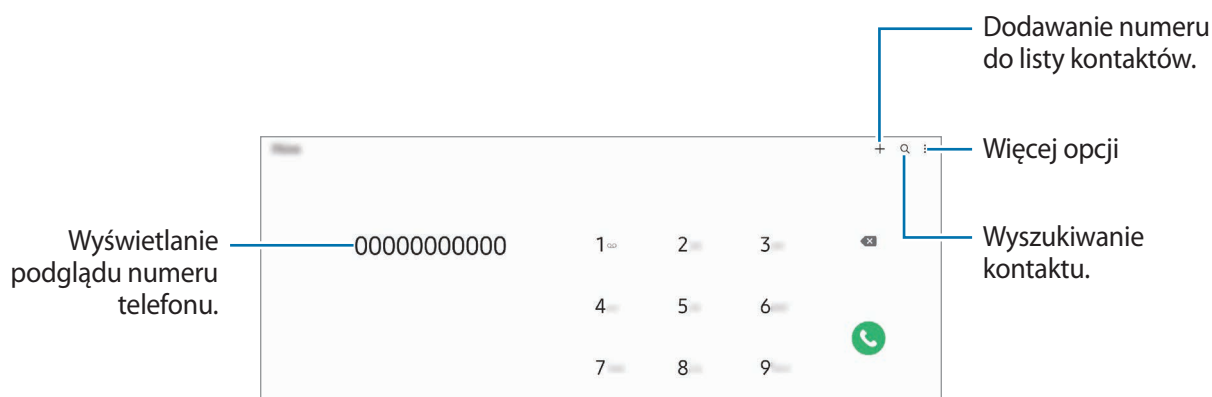 Dodawanie numeru
do listy kontaktów.
Więcej opcji
Wyświetlanie
podglądu numeru
telefonu.
00000000000
1 2 3
Wyszukiwanie
kontaktu.
4 5 6
7 8 9